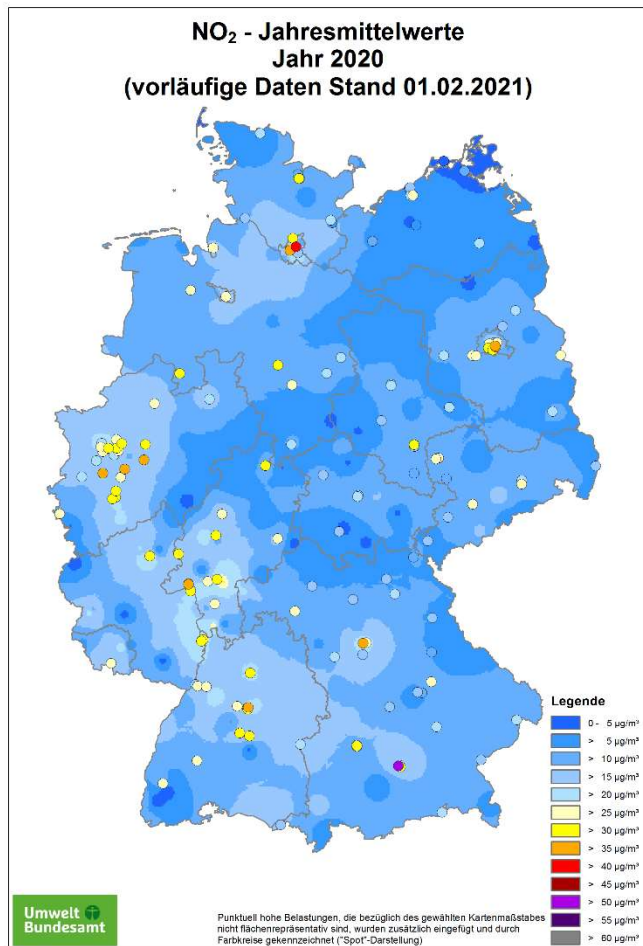 NO₂ - Jahresmittelwerte
Jahr 2020
(vorläufige Daten Stand 01.02.2021)
Legende
0 - 5 µg/m³
> 5 µg/m³
> 10 µg/m³
> 15 µg/m³
> 20 µg/m³
> 25 µg/m³
> 30 µg/m³
> 35 µg/m³
> 40 µg/m³
> 45 µg/m³
> 50 µg/m³
> 55 µg/m³
> 60 µg/m³
Umwelt
Bundesamt
Punktuell hohe Belastungen, die bezüglich des gewählten Kartenmaßstabes
nicht flächenrepräsentativ sind, wurden zusätzlich eingefügt und durch
Farbkreise gekennzeichnet ("Spot"-Darstellung)